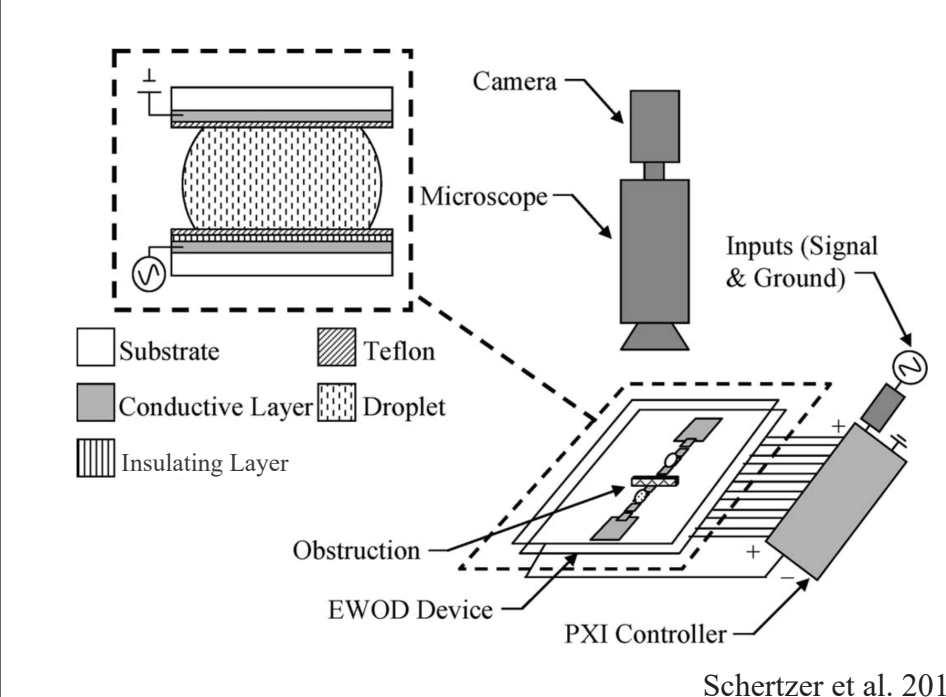 Camera
Microscope
Inputs (Signal
& Ground)
Substrate
Teflon
Conductive Layer
Droplet
Insulating Layer
+
Obstruction
+
EWOD Device
−
PXI Controller
Schertzer et al. 201